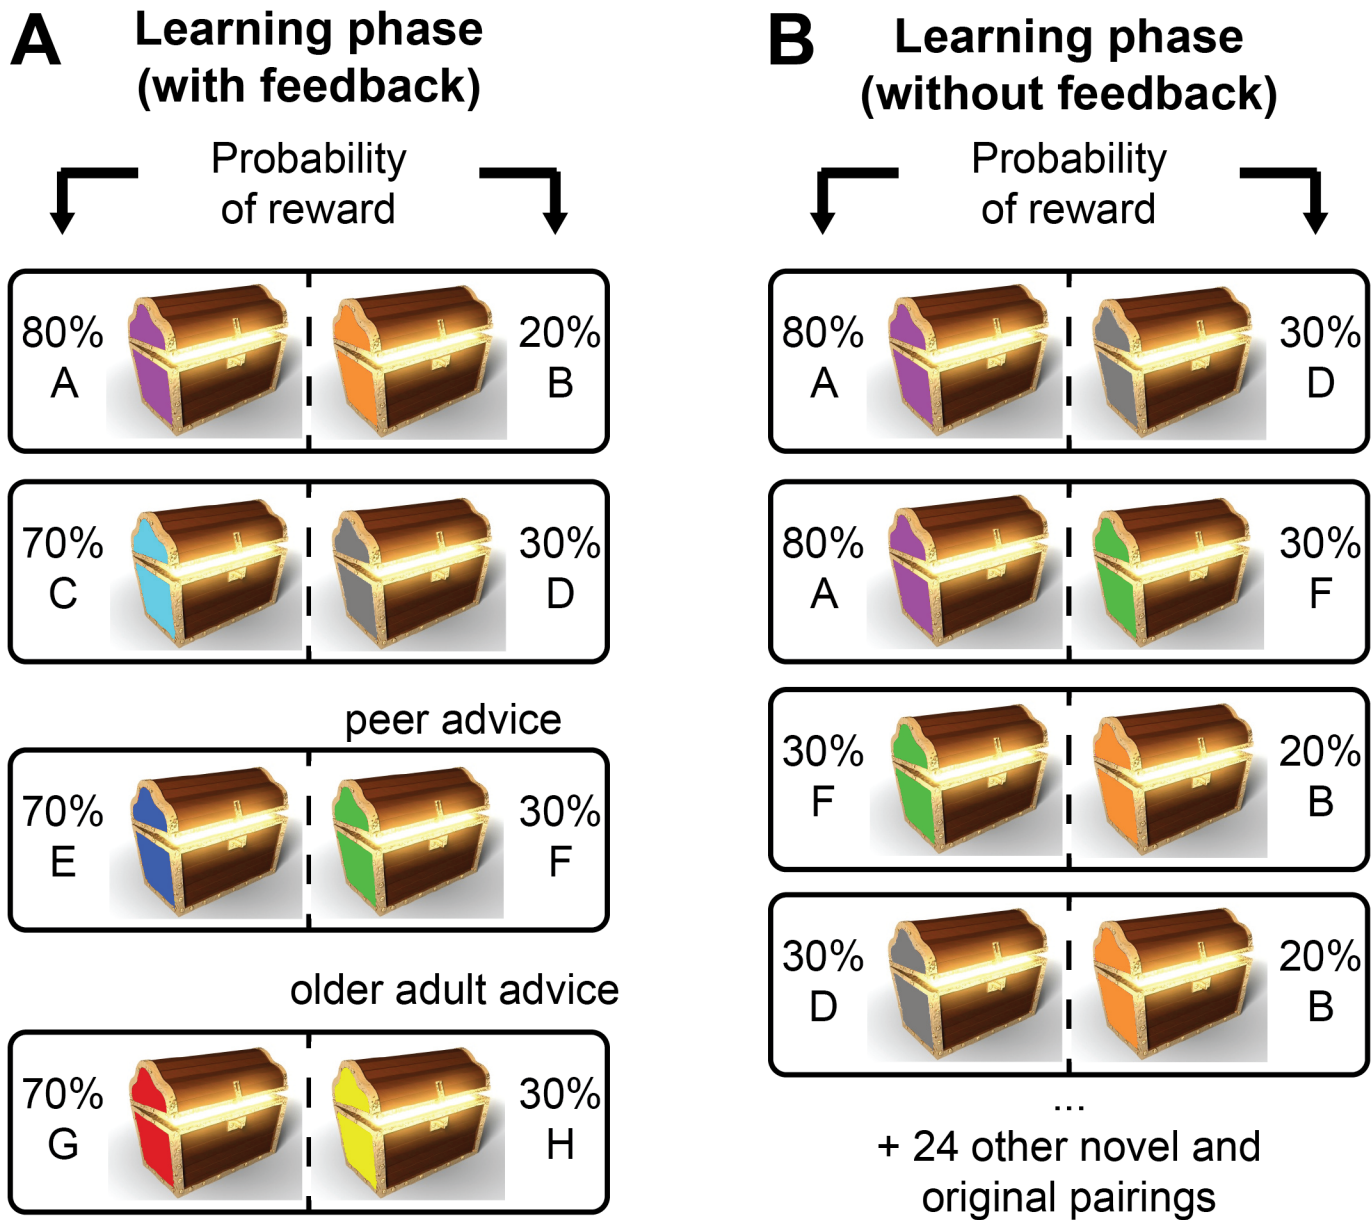 A
Learning phase
(with feedback)
Probability
of reward
80%
A
20%
B
70%
C
30%
D
peer advice
70%
E
30%
F
older adult advice
70%
G
30%
H
B
Learning phase
(without feedback)
Probability
of reward
80%
A
30%
D
80%
A
30%
F
30%
F
20%
B
30%
D
20%
B
...
+ 24 other novel and
original pairings